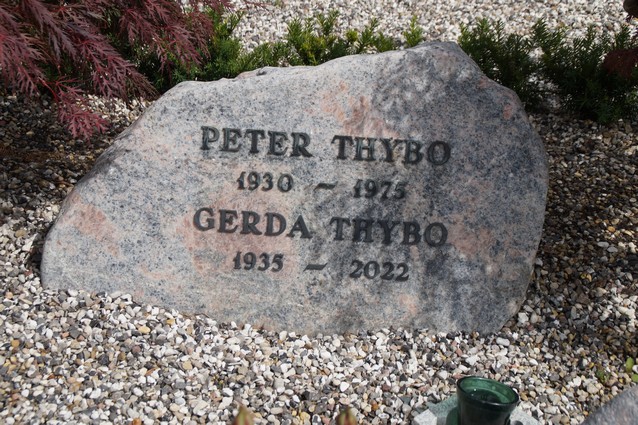 PETER THYBO
1930 ~ 1975
GERDA THYBO
1935 ~ 2022